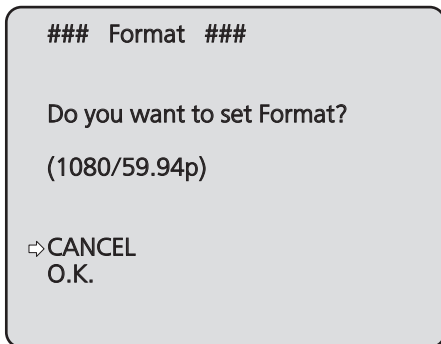 ### Format ###
Do you want to set Format?
(1080/59.94p)
⇨CANCEL
O.K.